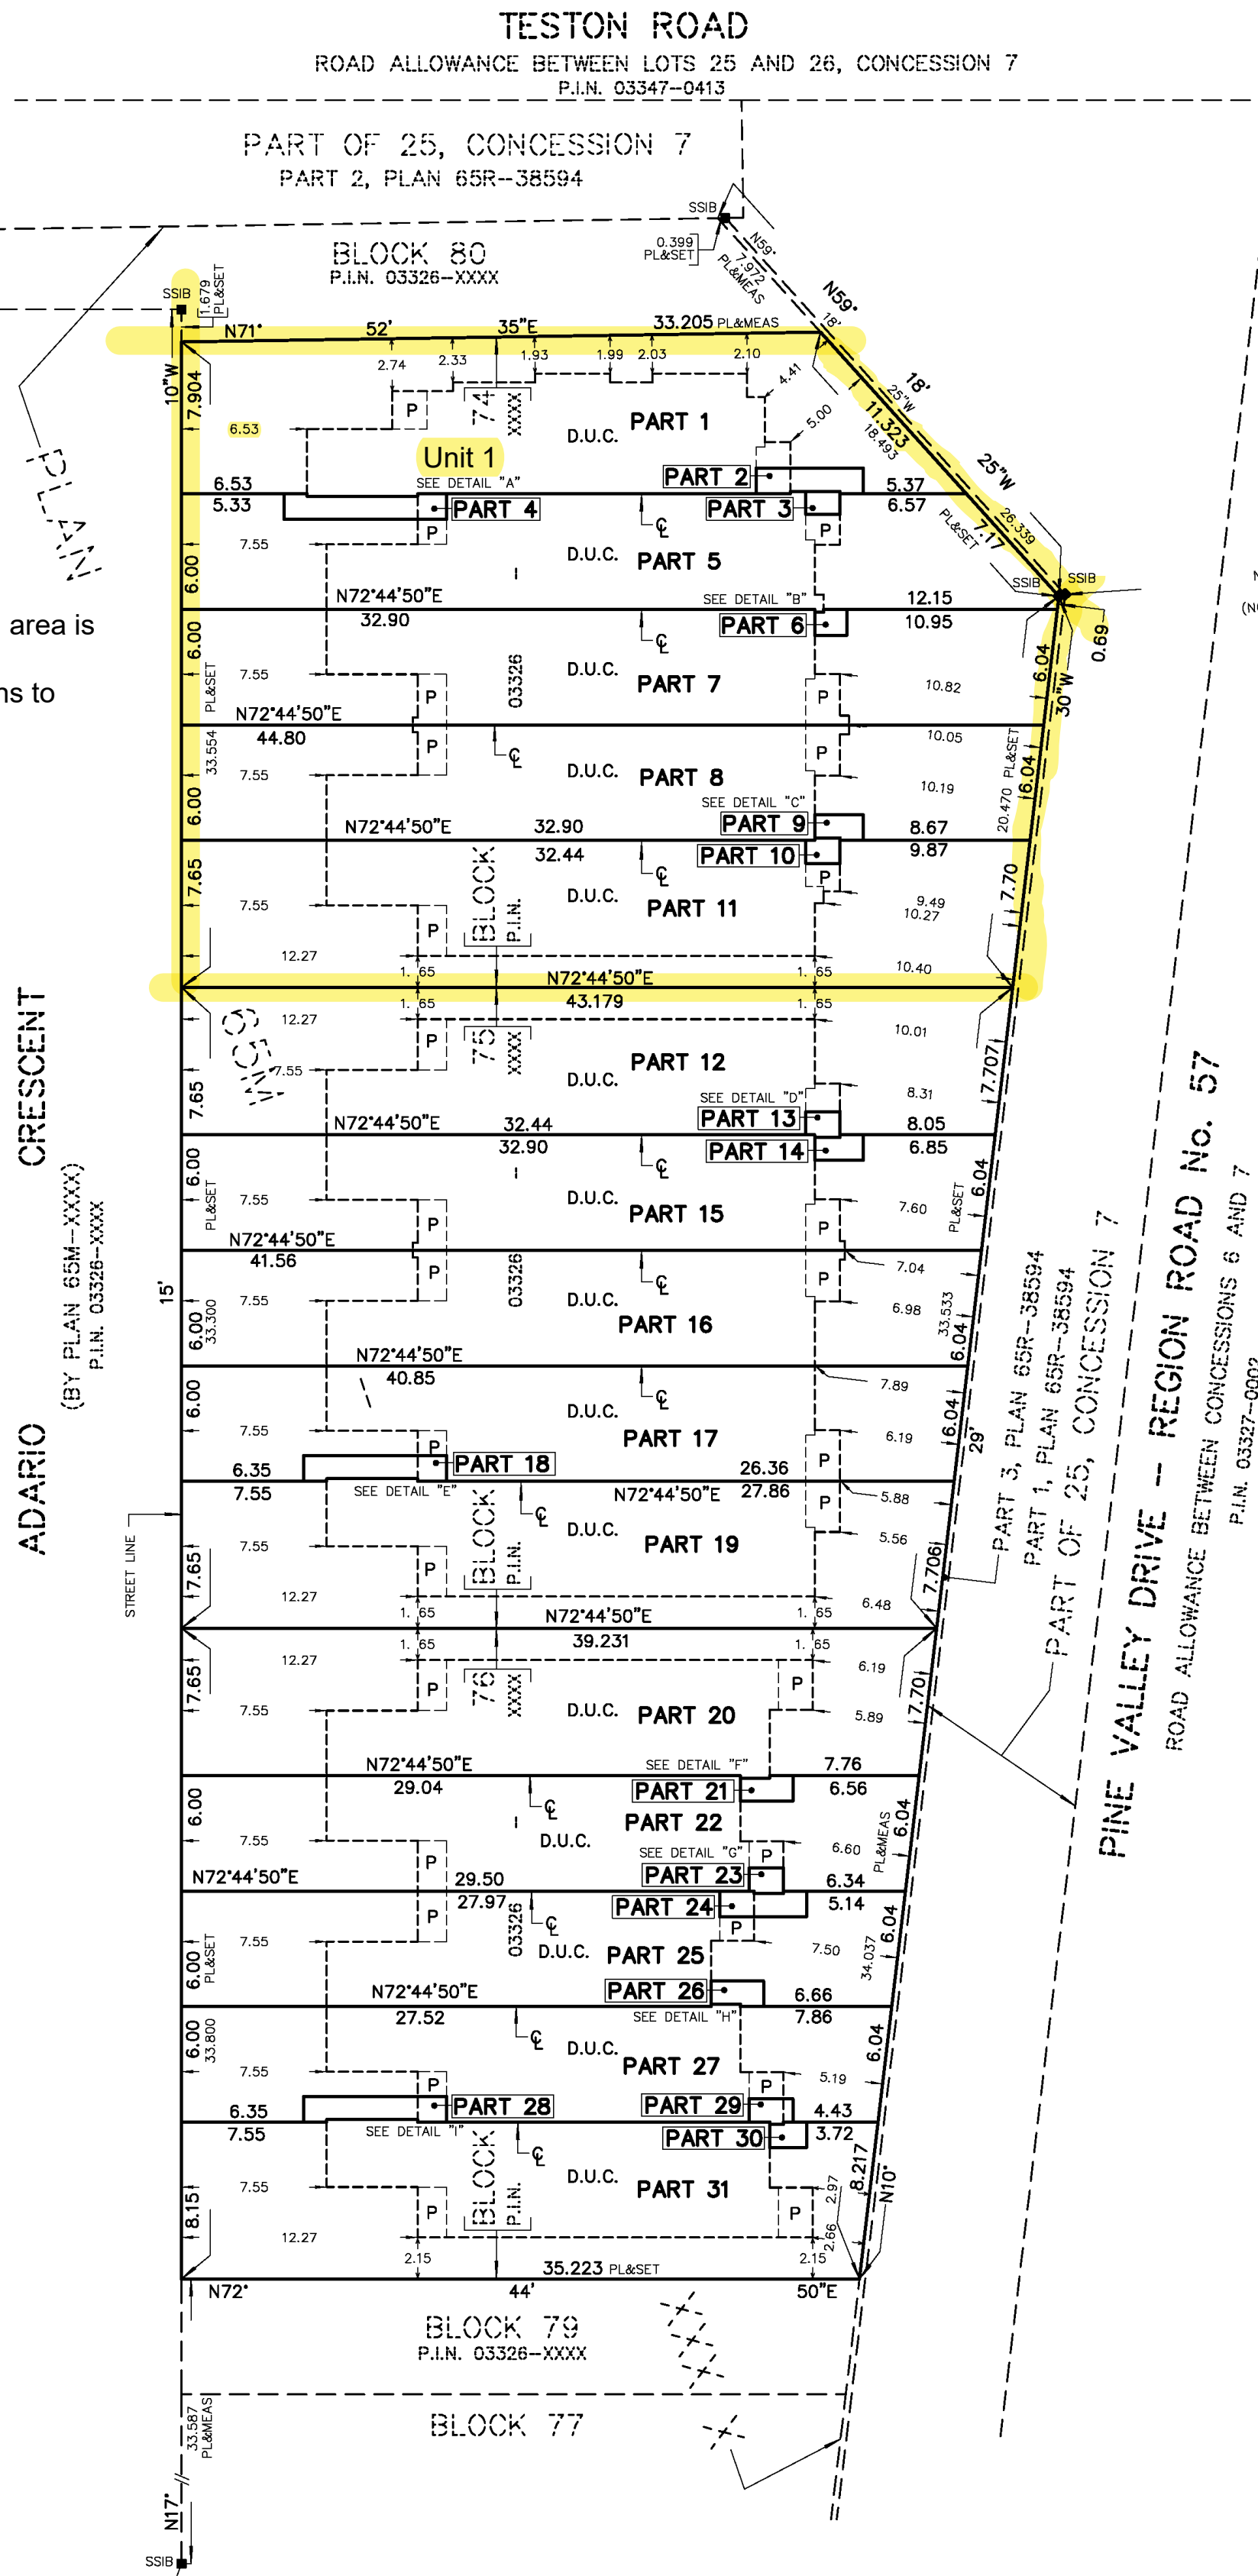 TESTON ROAD
ROAD ALLOWANCE BETWEEN LOTS 25 AND 26, CONCESSION 7
P.I.N. 03347--0413
PART OF 25, CONCESSION 7
PART 2, PLAN 65R--38594
SSIB
0.399
PL&SET
N59°
7.972
PL&MEAS
BLOCK 80
P.I.N. 03326--XXXX
SSIB
1.679
PL&SET
N71° 52' 35"E 33.205 PL&MEAS
N59°
18'
10"W
7.904
2.74 2.33 1.93 1.99 2.03 2.10
4.41
18'
25"W
11.323
18.493
6.53
P
74
XXXX
D.U.C.
PART 1
5.00
Unit 1
PLAN
25"W
SEE DETAIL "A"
PART 2
6.53
5.37
5.33
PART 4
PART 3
6.57
7.17
PL&SET
26.339
P
℄
P
7.55
D.U.C.
PART 5
6.00
SSIB
SSIB
N72°44'50"E
SEE DETAIL "B"
12.15
32.90
PART 6
10.95
0.69
area is
6.00
℄
6.04
30"W
PL&SET
7.55
03326
D.U.C.
PART 7
10.82
ns to
P
P
N72°44'50"E
44.80
33.554
P
℄
P
10.05
20.470 PL&SET
7.55
D.U.C.
PART 8
10.19
6.04
6.00
SEE DETAIL "C"
PART 9
N72°44'50"E 32.90
8.67
32.44
PART 10
9.87
7.65
BLOCK
P.I.N.
℄
P
7.70
7.55
D.U.C.
PART 11
9.49
10.27
P
12.27
1.65
1.65
10.40
N72°44'50"E
43.179
1.65
1.65
12.27
10.01
65M
P
75
XXXX
PART 12
7.55
D.U.C.
7.707
8.31
7.65
P
SEE DETAIL "D"
PART 13
N72°44'50"E 32.44
8.05
32.90
PART 14
6.85
6.00
℄
6.04
PL&SET
7.55
D.U.C.
PART 15
7.60
PL&SET
P
P
N72°44'50"E
41.56
P
03326
℄
P
7.04
15'
7.55
D.U.C.
6.98
6.00
33.300
PART 16
33.533
6.04
N72°44'50"E
40.85
6.00
℄
7.89
D.U.C.
6.04
7.55
PART 17
6.19
29'
P
P
PART 18
6.35
26.36
7.55
SEE DETAIL "E"
N72°44'50"E 27.86
5.88
STREET LINE
BLOCK
P.I.N.
℄
P
D.U.C.
PART 19
5.56
7.55
7.65
P
7.706
12.27
1.65
1.65
6.48
N72°44'50"E
39.231
1.65
1.65
12.27
6.19
7.65
P
76
XXXX
P
7.70
7.55
D.U.C.
PART 20
5.89
N72°44'50"E
SEE DETAIL "F"
7.76
29.04
PART 21
6.56
6.00
℄
PART 22
6.04
PL&MEAS
7.55
D.U.C.
6.60
P
SEE DETAIL "G"
P
PART 23
N72°44'50"E 29.50
6.34
27.97
PART 24
5.14
P
03326
℄
P
6.04
7.55
D.U.C.
PART 25
7.50
34.037
6.00
PL&SET
PART 26
N72°44'50"E
6.66
27.52
SEE DETAIL "H"
7.86
6.00
33.800
℄
D.U.C.
PART 27
6.04
7.55
5.19
P
P
PART 28
PART 29
6.35
4.43
7.55
SEE DETAIL "I"
PART 30
3.72
BLOCK
P.I.N.
℄
D.U.C.
PART 31
8.217
N10°
7.55
2.97
8.15
P
P
12.27
2.66
2.15
2.15
35.223 PL&SET
N72° 44' 50"E
BLOCK 79
P.I.N. 03326--XXXX
XXXX
BLOCK 77
33.587
PL&MEAS
N17°
SSIB
ADARIO CRESCENT
(BY PLAN 65M--XXXX)
P.I.N. 03326--XXXX
PART 3, PLAN 65R--38594
PART 1, PLAN 65R--38594
PART OF 25, CONCESSION 7
PINE VALLEY DRIVE -- REGION ROAD No. 57
ROAD ALLOWANCE BETWEEN CONCESSIONS 6 AND 7
P.I.N. 03327-0002